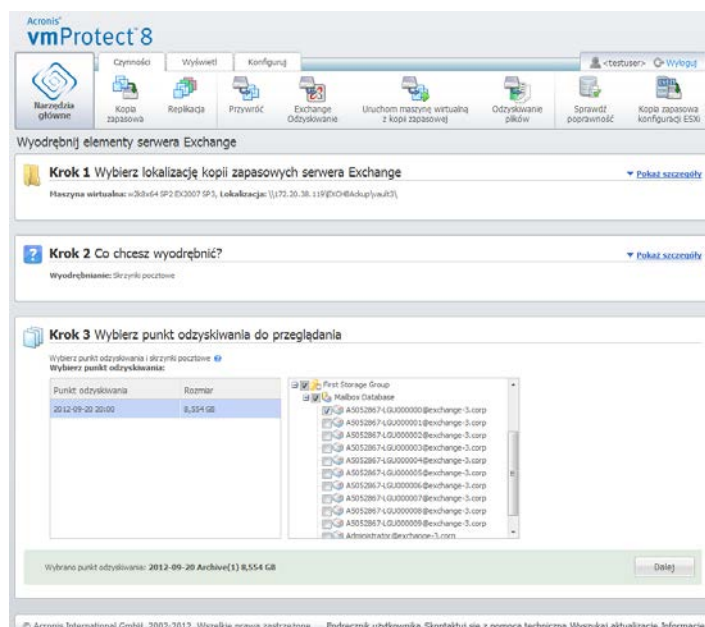 Acronis®
vmProtect™8
Czynności Wyświetl Konfiguruj
<testuser> Wyloguj
Narzędzia główne
Kopia zapasowa
Replikacja
Przywróć
Exchange Odzyskiwanie
Uruchom maszynę wirtualną z kopii zapasowej
Odzyskiwanie plików
Sprawdź poprawność
Kopia zapasowa konfiguracji ESXi
Wyodrębnij elementy serwera Exchange
Krok 1 Wybierz lokalizację kopii zapasowych serwera Exchange
Pokaż szczegóły
Maszyna wirtualna: w2k8x64 SP2 EX2007 SP3, Lokalizacja: \\172.20.38.119\EXCHBAckup\vault3\,
Krok 2 Co chcesz wyodrębnić?
Pokaż szczegóły
Wyodrębnianie: Skrzynki pocztowe
Krok 3 Wybierz punkt odzyskiwania do przeglądania
Wybierz punkt odzyskiwania i skrzynki pocztowe
Wybierz punkt odzyskiwania:
Punkt odzyskiwania Rozmiar
2012-09-20 20:00 8,554 GB
First Storage Group
Mailbox Database
A5052867-LGU000000@exchange-3.corp
A5052867-LGU000001@exchange-3.corp
A5052867-LGU000002@exchange-3.corp
A5052867-LGU000003@exchange-3.corp
A5052867-LGU000004@exchange-3.corp
A5052867-LGU000005@exchange-3.corp
A5052867-LGU000006@exchange-3.corp
A5052867-LGU000007@exchange-3.corp
A5052867-LGU000008@exchange-3.corp
A5052867-LGU000009@exchange-3.corp
Administrator@exchange-3.corp
Wybrano punkt odzyskiwania: 2012-09-20 Archive(1) 8,554 GB
Dalej
© Acronis International GmbH, 2002-2012. Wszelkie prawa zastrzeżone. Podręcznik użytkownika Skontaktuj się z pomocą techniczną Wyszukaj aktualizacje Informacje